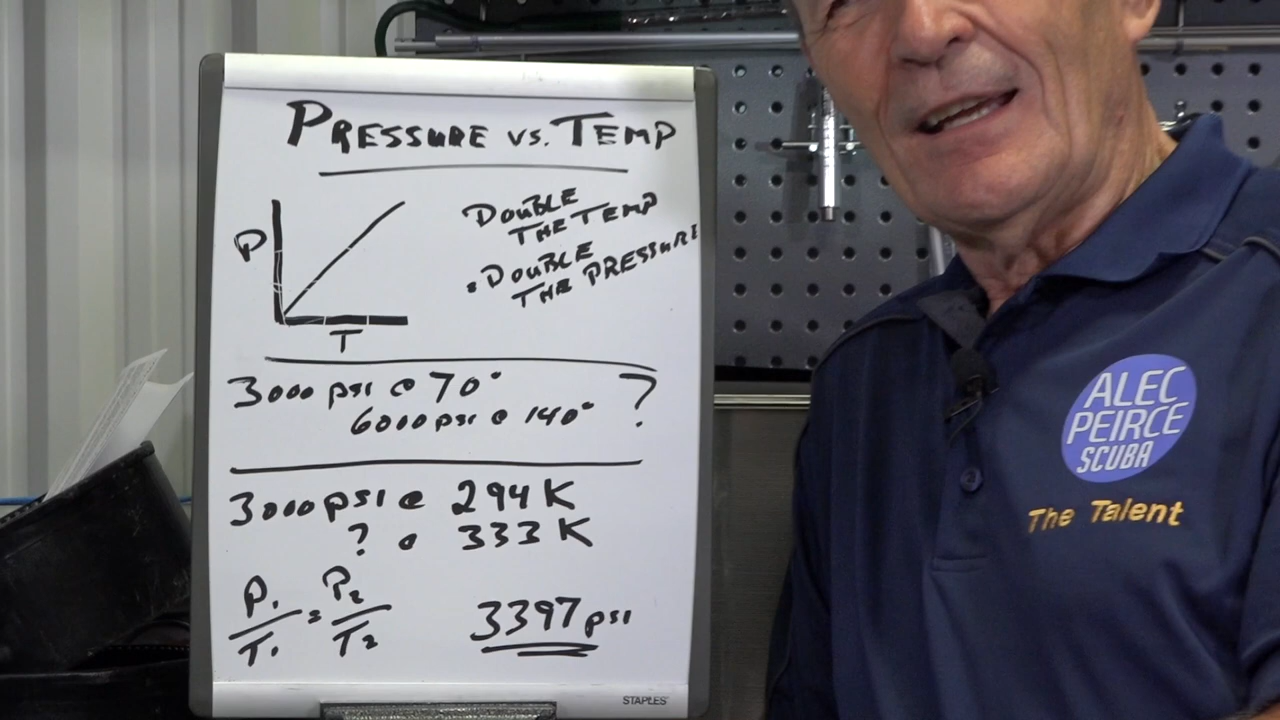 PRESSURE VS. TEMP
P
T
DOUBLE
THE TEMP
= DOUBLE
THE PRESSURE
3000 psi @ 70°
6000 psi @ 140°
?
3000 psi @ 294 K
? @ 333 K
P1/T1 = P2/T2
3397 psi
STAPLES
ALEC
PEIRCE
SCUBA
The Talent